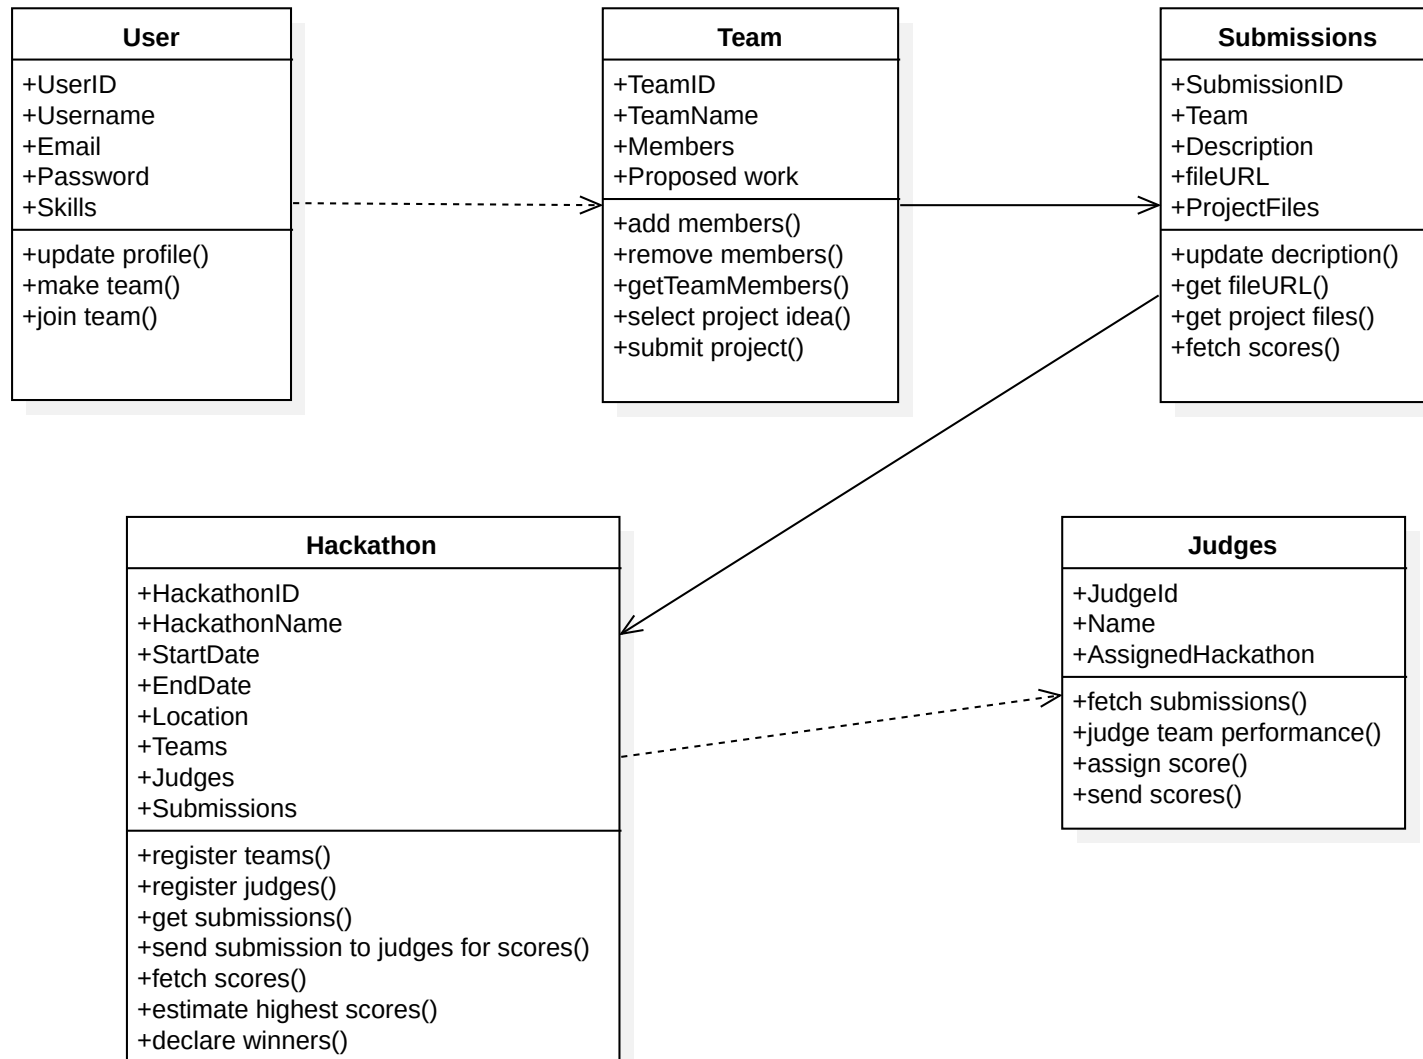 User
+UserID
+Username
+Email
+Password
+Skills
+update profile()
+make team()
+join team()
Team
+TeamID
+TeamName
+Members
+Proposed work
+add members()
+remove members()
+getTeamMembers()
+select project idea()
+submit project()
Submissions
+SubmissionID
+Team
+Description
+fileURL
+ProjectFiles
+update decription()
+get fileURL()
+get project files()
+fetch scores()
Hackathon
+HackathonID
+HackathonName
+StartDate
+EndDate
+Location
+Teams
+Judges
+Submissions
+register teams()
+register judges()
+get submissions()
+send submission to judges for scores()
+fetch scores()
+estimate highest scores()
+declare winners()
Judges
+JudgeId
+Name
+AssignedHackathon
+fetch submissions()
+judge team performance()
+assign score()
+send scores()